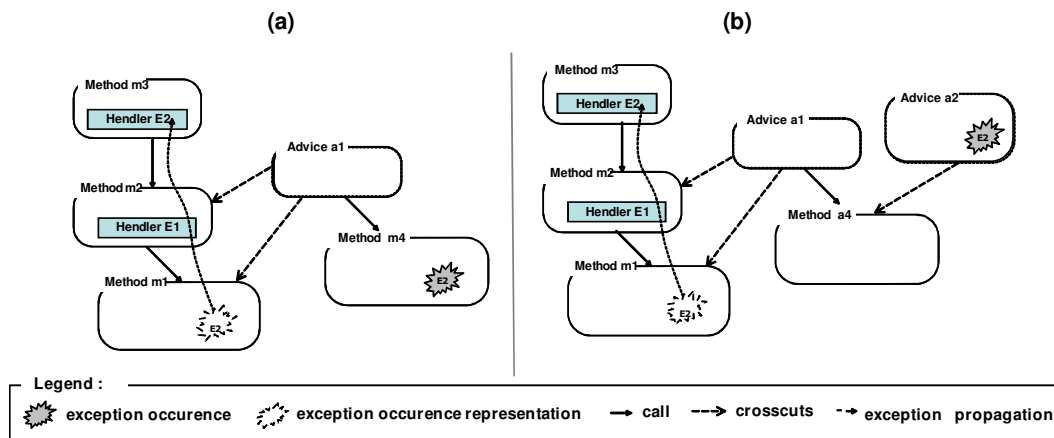 (a)
Method m3
Hendler E2
Advice a1
Method m2
Hendler E1
Method m4
E2
Method m1
E2
(b)
Method m3
Hendler E2
Advice a2
E2
Advice a1
Method m2
Hendler E1
Method a4
Method m1
E2
Legend :
exception occurence
exception occurence representation
call
crosscuts
exception propagation